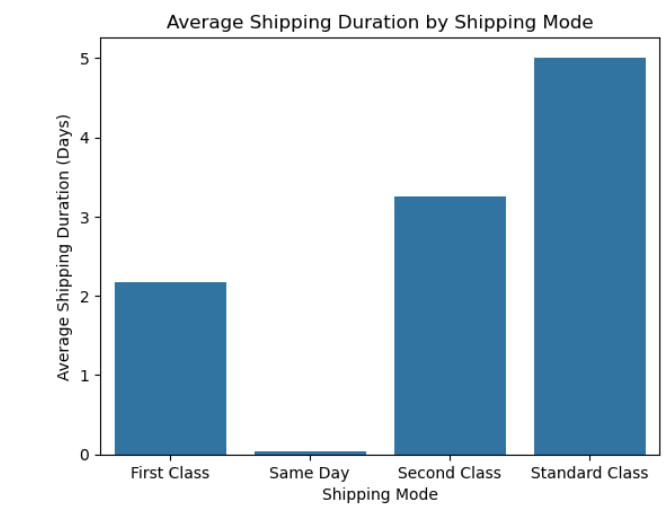 Average Shipping Duration by Shipping Mode
Average Shipping Duration (Days)
5
4
3
2
1
0
First Class Same Day Second Class Standard Class
Shipping Mode